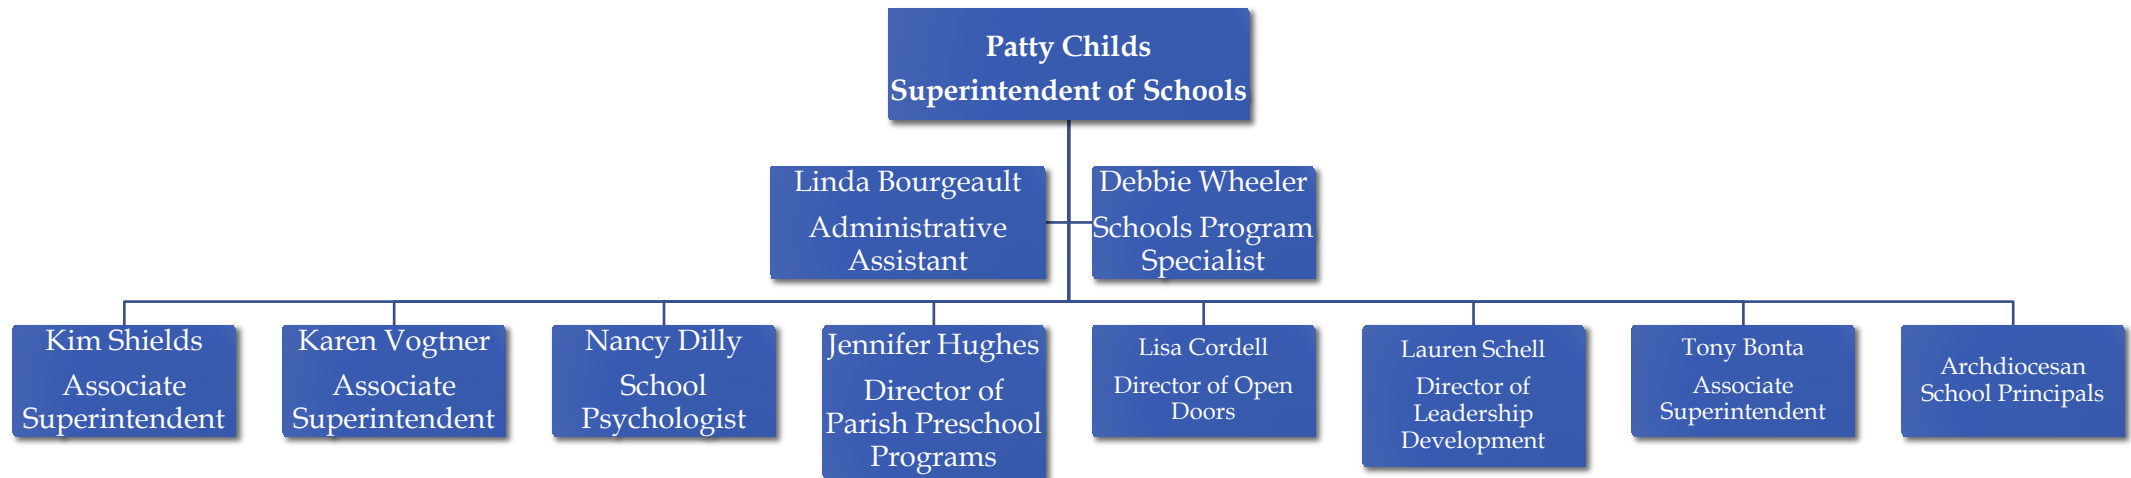 Patty Childs
Superintendent of Schools
Linda Bourgeault
Administrative
Assistant
Debbie Wheeler
Schools Program
Specialist
Kim Shields
Associate
Superintendent
Karen Vogtner
Associate
Superintendent
Nancy Dilly
School
Psychologist
Jennifer Hughes
Director of
Parish Preschool
Programs
Lisa Cordell
Director of Open
Doors
Lauren Schell
Director of
Leadership
Development
Tony Bonta
Associate
Superintendent
Archdiocesan
School Principals